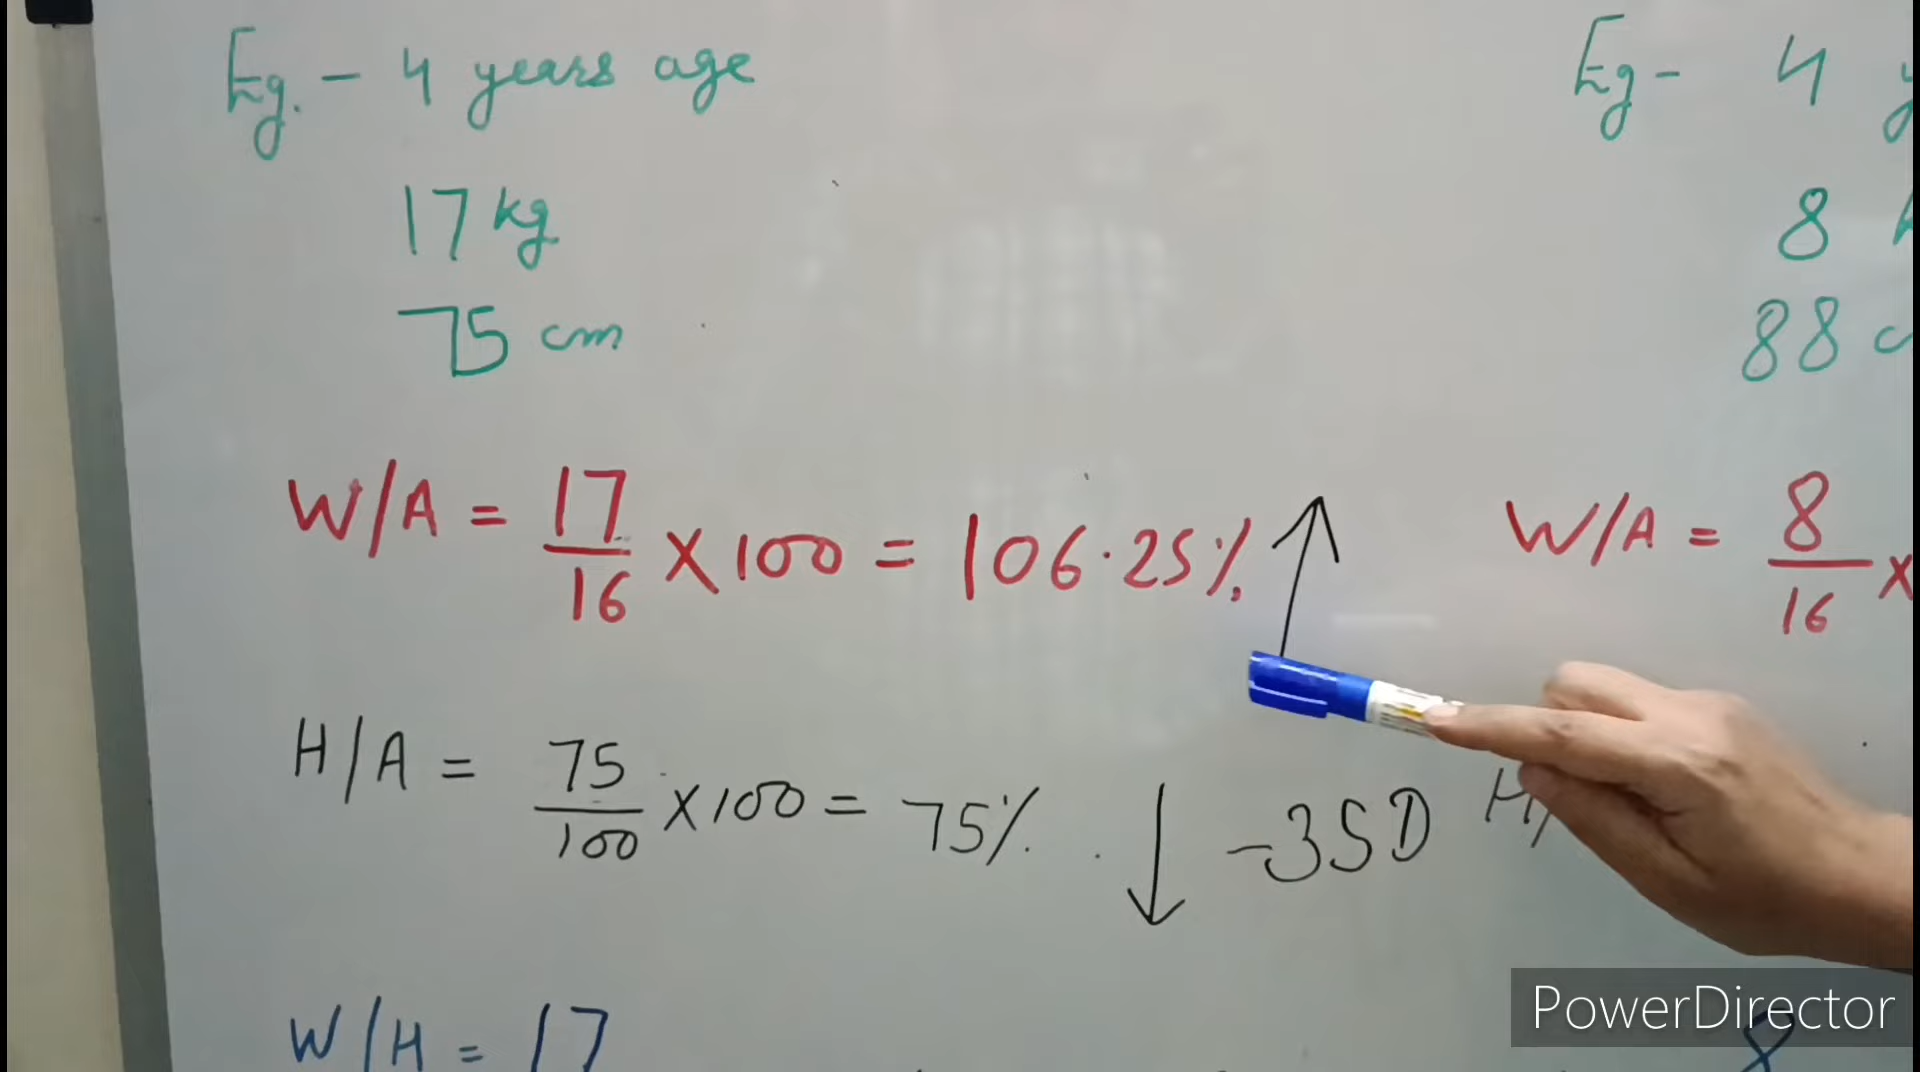 Eg. - 4 years age
17 kg
75 cm
W/A = 17/16 X 100 = 106.25%
H/A = 75/100 X 100 = 75% ↓ -3SD
W/H = 17
Eg - 4 y
8
88 c
W/A = 8/16 X
H/
8
PowerDirector